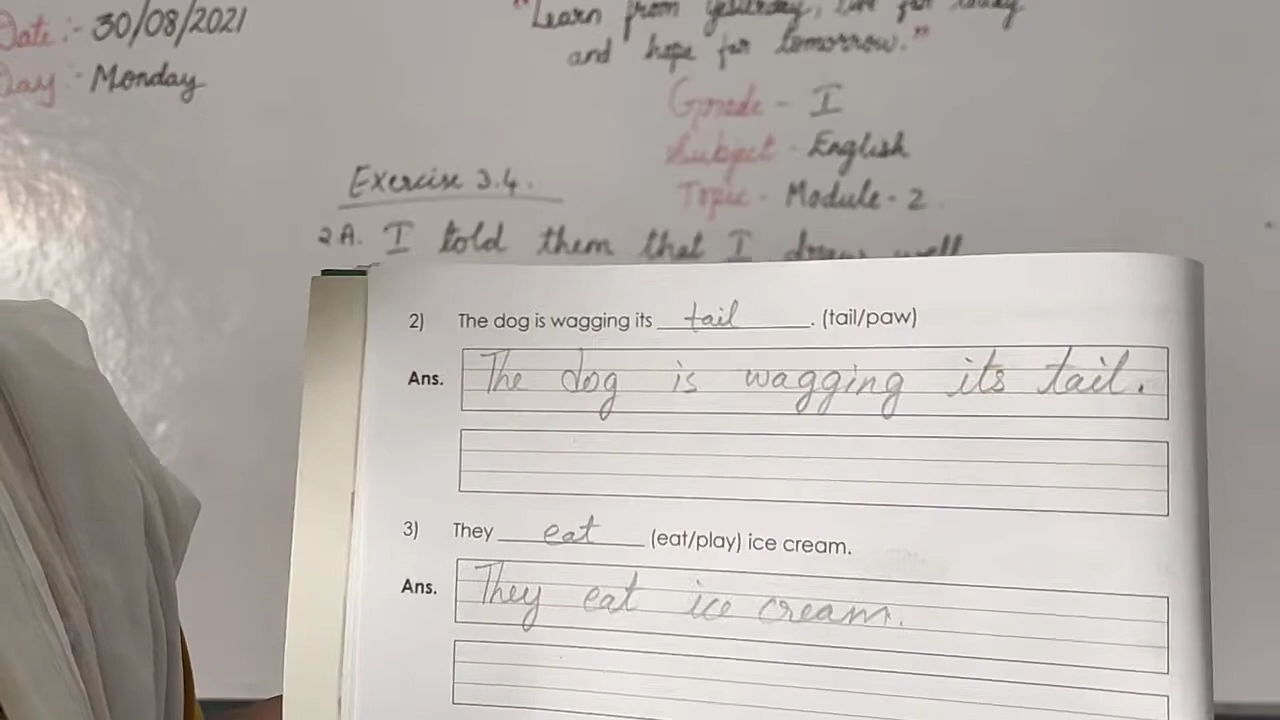 Date:- 30/08/2021
Day:- Monday
"Learn from yesterday, live for today
and hope for tomorrow."
Grade - I
Subject - English
Topic - Module - 2
Exercise 3.4.
2A. I told them that I draw well
2) The dog is wagging its tail. (tail/paw)
Ans. The dog is wagging its tail.
3) They eat (eat/play) ice cream.
Ans. They eat ice cream.